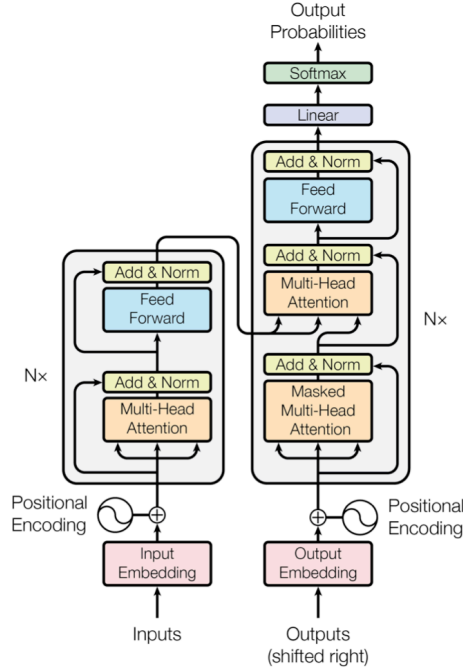 Output
Probabilities
Softmax
Linear
Add & Norm
Feed
Forward
Add & Norm
Multi-Head
Attention
Add & Norm
Masked
Multi-Head
Attention
Nx
Add & Norm
Feed
Forward
Add & Norm
Multi-Head
Attention
Nx
Positional
Encoding
Positional
Encoding
Input
Embedding
Output
Embedding
Inputs
Outputs
(shifted right)